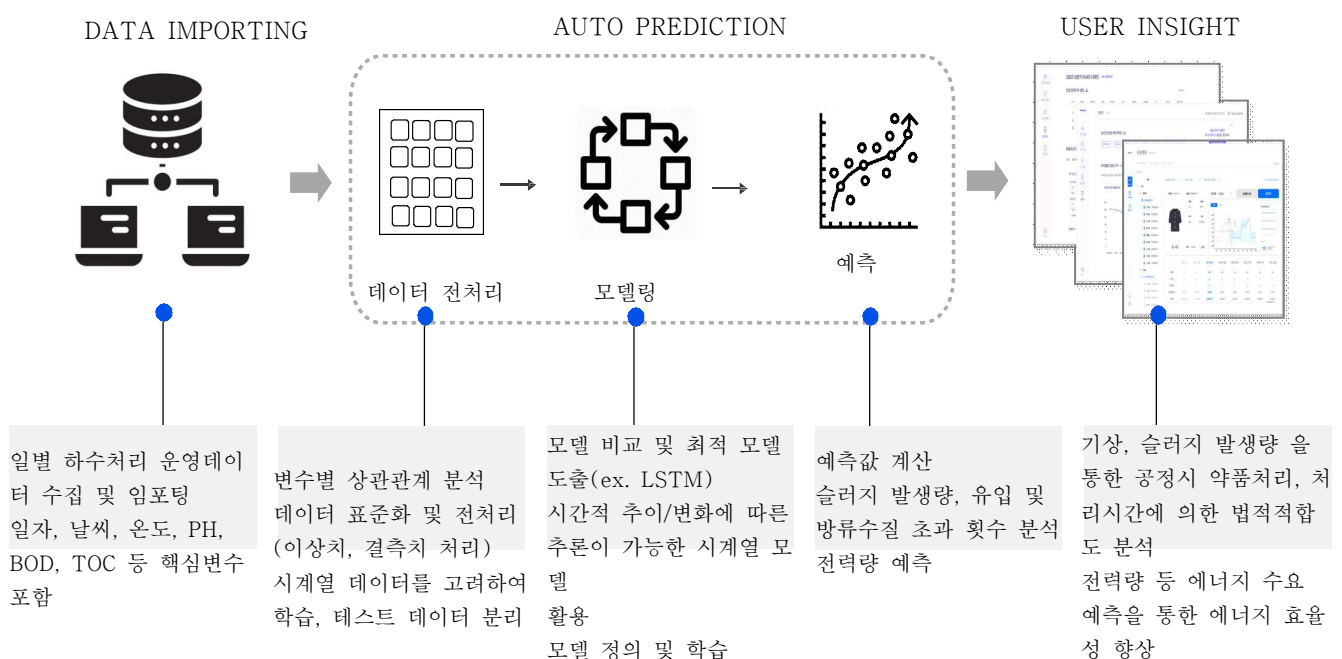 DATA IMPORTING
AUTO PREDICTION
USER INSIGHT
데이터 전처리
모델링
예측
일별 하수처리 운영데이
터 수집 및 임포팅
일자, 날씨, 온도, PH,
BOD, TOC 등 핵심변수
포함
변수별 상관관계 분석
데이터 표준화 및 전처리
(이상치, 결측치 처리)
시계열 데이터를 고려하여
학습, 테스트 데이터 분리
모델 비교 및 최적 모델
도출(ex. LSTM)
시간적 추이/변화에 따른
추론이 가능한 시계열 모
델
활용
모델 정의 및 학습
예측값 계산
슬러지 발생량, 유입 및
방류수질 초과 횟수 분석
전력량 예측
기상, 슬러지 발생량 을
통한 공정시 약품처리, 처
리시간에 의한 법적적합
도 분석
전력량 등 에너지 수요
예측을 통한 에너지 효율
성 향상